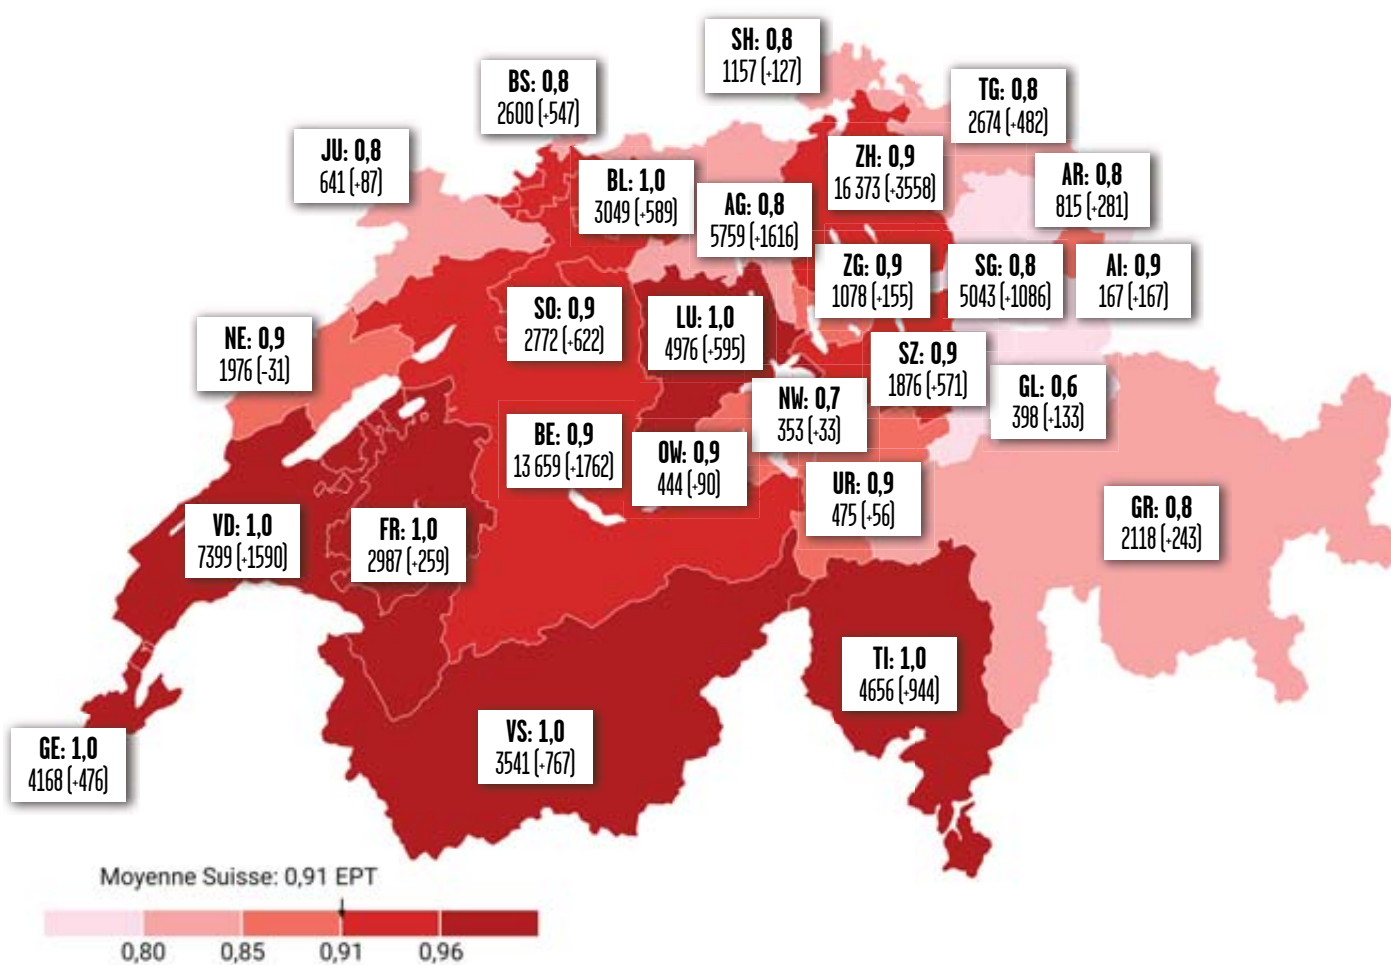 SH: 0,8
1157 (+127)
BS: 0,8
2600 (+547)
TG: 0,8
2674 (+482)
JU: 0,8
641 (+87)
ZH: 0,9
16 373 (+3558)
BL: 1,0
3049 (+589)
AR: 0,8
815 (+281)
AG: 0,8
5759 (+1616)
ZG: 0,9
1078 (+155)
SG: 0,8
5043 (+1086)
AI: 0,9
167 (+167)
SO: 0,9
2772 (+622)
LU: 1,0
4976 (+595)
NE: 0,9
1976 (-31)
SZ: 0,9
1876 (+571)
GL: 0,6
398 (+133)
NW: 0,7
353 (+33)
BE: 0,9
13 659 (+1762)
OW: 0,9
444 (+90)
UR: 0,9
475 (+56)
GR: 0,8
2118 (+243)
VD: 1,0
7399 (+1590)
FR: 1,0
2987 (+259)
TI: 1,0
4656 (+944)
VS: 1,0
3541 (+767)
GE: 1,0
4168 (+476)
Moyenne Suisse: 0,91 EPT
0,80 0,85 0,91 0,96